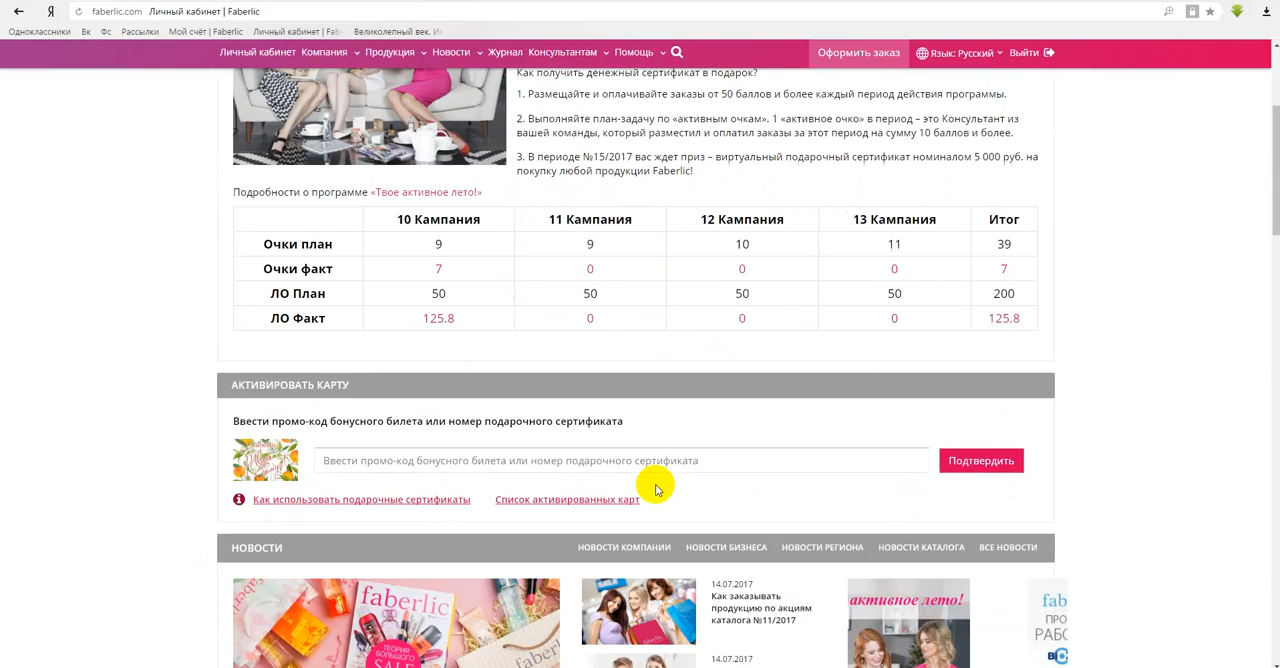 faberlic.com Личный кабинет | Faberlic
Одноклассники Вк Фс Рассылки Мой счёт | Faberlic Личный кабинет | Fab Великолепный век. И
Личный кабинет Компания Продукция Новости Журнал Консультантам Помощь Оформить заказ Язык: Русский Выйти
Как получить денежный сертификат в подарок?
1. Размещайте и оплачивайте заказы от 50 баллов и более каждый период действия программы.
2. Выполняйте план-задачу по «активным очкам». 1 «активное очко» в период – это Консультант из
вашей команды, который разместил и оплатил заказы за этот период на сумму 10 баллов и более.
3. В периоде №15/2017 вас ждет приз – виртуальный подарочный сертификат номиналом 5 000 руб. на
покупку любой продукции Faberlic!
Подробности о программе «Твое активное лето!»
10 Кампания 11 Кампания 12 Кампания 13 Кампания Итог
Очки план 9 9 10 11 39
Очки факт 7 0 0 0 7
ЛО План 50 50 50 50 200
ЛО Факт 125.8 0 0 0 125.8
АКТИВИРОВАТЬ КАРТУ
Ввести промо-код бонусного билета или номер подарочного сертификата
faberlic
Ввести промо-код бонусного билета или номер подарочного сертификата
Подтвердить
Как использовать подарочные сертификаты Список активированных карт
НОВОСТИ НОВОСТИ КОМПАНИИ НОВОСТИ БИЗНЕСА НОВОСТИ РЕГИОНА НОВОСТИ КАТАЛОГА ВСЕ НОВОСТИ
faberlic
ТЕОРИЯ
БОЛЬШОГО
SALE
14.07.2017
Как заказывать
продукцию по акциям
каталога №11/2017
14.07.2017
активное лето!
fab
ПРО
РАБО